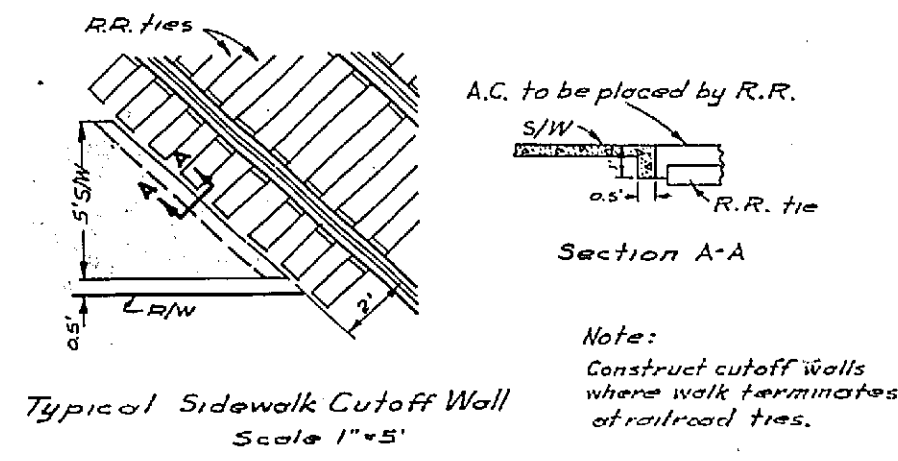 R.R. ties
A.C. to be placed by R.R.
S/W
A
A
5' S/W
1'
0.5'
R.R. tie
Section A-A
R/W
0.5'
2'
Note:
Construct cutoff walls
where walk terminates
at railroad ties.
Typical Sidewalk Cutoff Wall
Scale 1"=5'